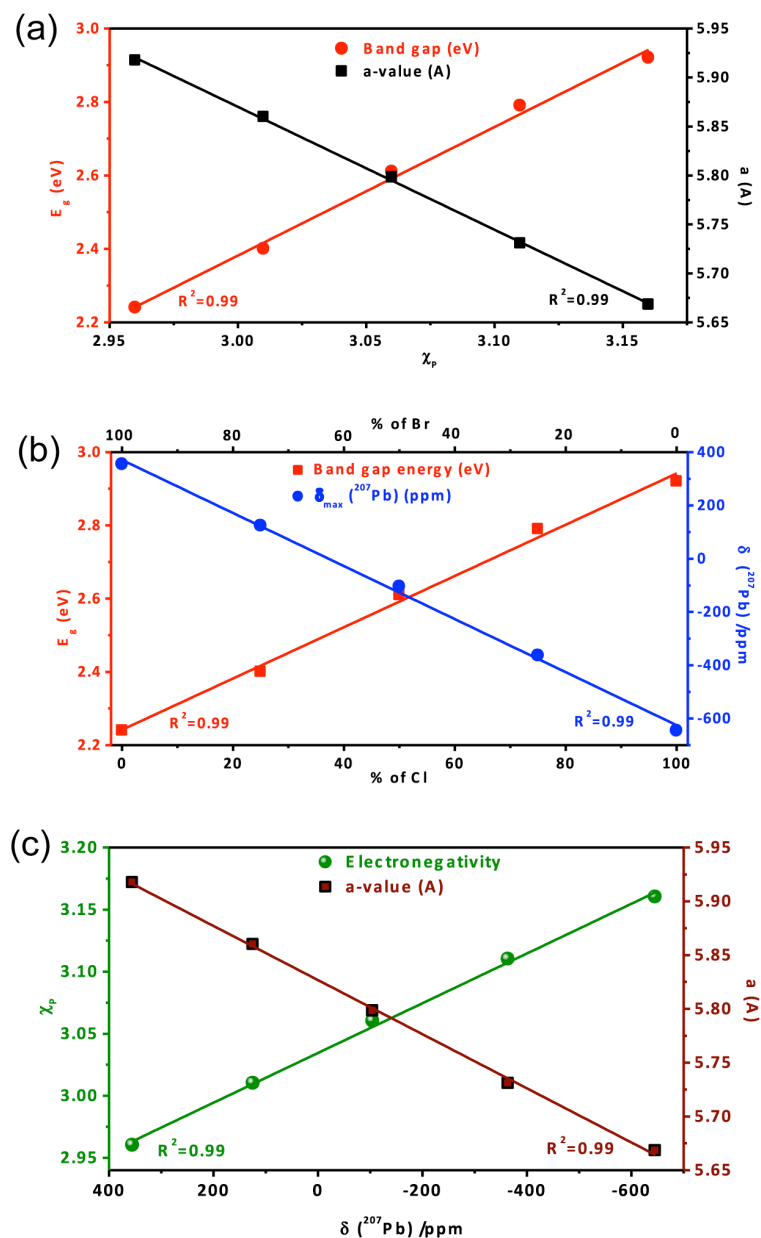 (a)
Band gap (eV)
a-value (A)
E g (eV)
3.0
2.8
2.6
2.4
2.2
5.95
5.90
5.85
5.80
5.75
5.70
5.65
a (A)
R²=0.99
R²=0.99
2.95 3.00 3.05 3.10 3.15
χP
(b)
% of Br
100 80 60 40 20 0
Band gap energy (eV)
δmax (²⁰⁷Pb) (ppm)
E g (eV)
3.0
2.8
2.6
2.4
2.2
400
200
0
-200
-400
-600
δ (²⁰⁷Pb) /ppm
R²=0.99
R²=0.99
0 20 40 60 80 100
% of Cl
(c)
Electronegativity
a-value (A)
χP
3.20
3.15
3.10
3.05
3.00
2.95
5.95
5.90
5.85
5.80
5.75
5.70
5.65
a (A)
R²=0.99
R²=0.99
400 200 0 -200 -400 -600
δ (²⁰⁷Pb) /ppm